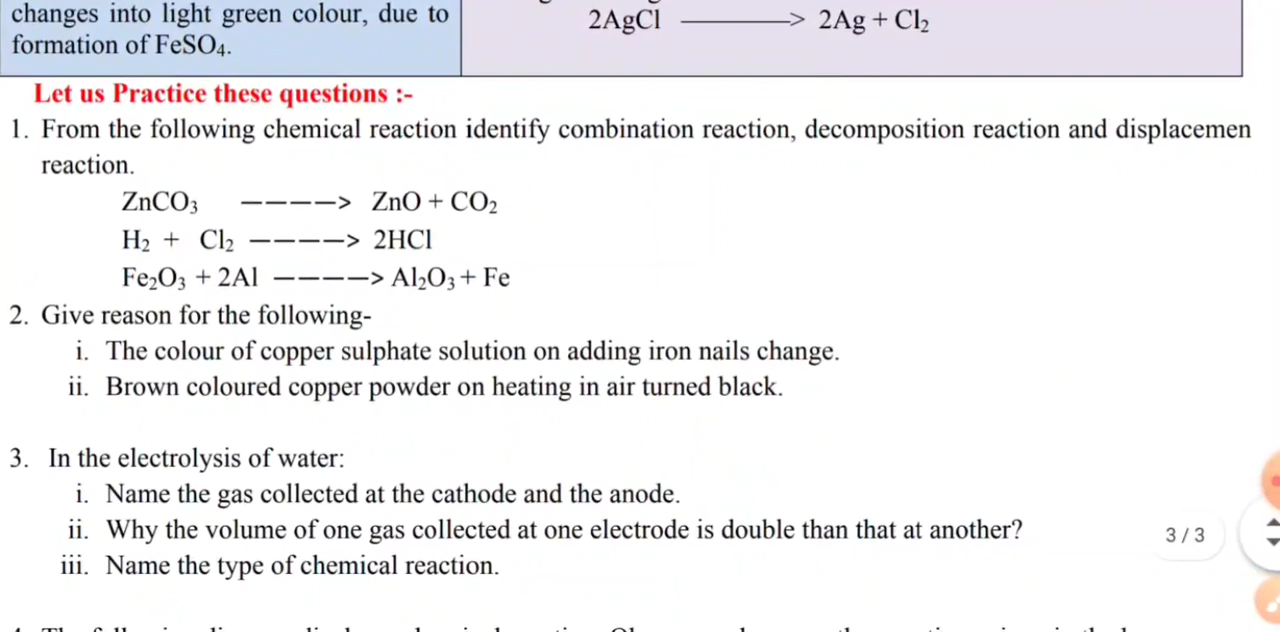 changes into light green colour, due to
formation of FeSO₄.
2AgCl ———> 2Ag + Cl₂
Let us Practice these questions :-
1. From the following chemical reaction identify combination reaction, decomposition reaction and displacemen
reaction.
ZnCO₃ ----> ZnO + CO₂
H₂ + Cl₂ ----> 2HCl
Fe₂O₃ + 2Al ----> Al₂O₃ + Fe
2. Give reason for the following-
i. The colour of copper sulphate solution on adding iron nails change.
ii. Brown coloured copper powder on heating in air turned black.
3. In the electrolysis of water:
i. Name the gas collected at the cathode and the anode.
ii. Why the volume of one gas collected at one electrode is double than that at another?
3 / 3
iii. Name the type of chemical reaction.